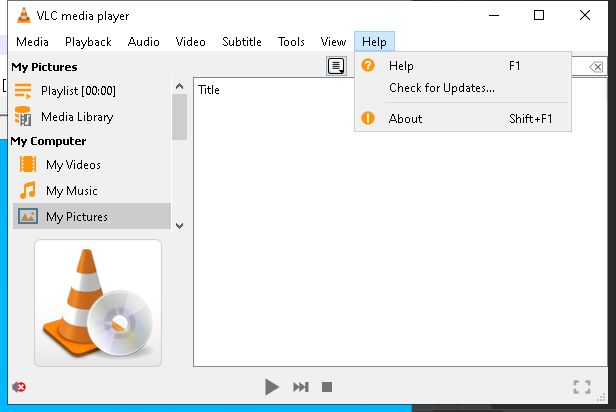 VLC media player
Media Playback Audio Video Subtitle Tools View Help
My Pictures
Playlist [00:00]
Media Library
My Computer
My Videos
My Music
My Pictures
Title
Help F1
Check for Updates...
About Shift+F1